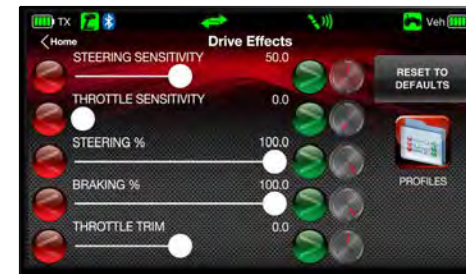 TX Veh
Home Drive Effects
STEERING SENSITIVITY 50.0
RESET TO
DEFAULTS
THROTTLE SENSITIVITY 0.0
STEERING % 100.0
PROFILES
BRAKING % 100.0
THROTTLE TRIM 0.0